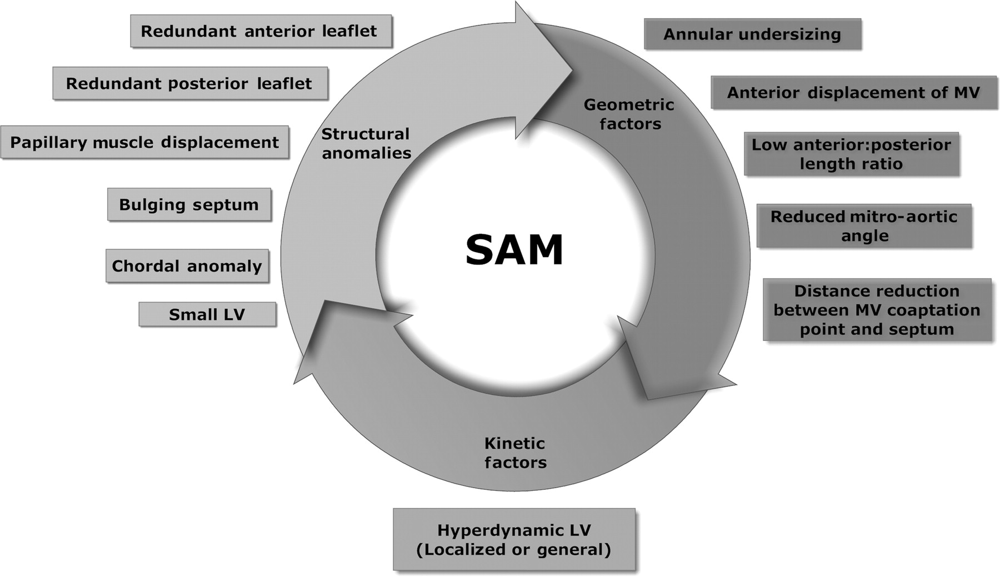 Redundant anterior leaflet
Redundant posterior leaflet
Papillary muscle displacement
Bulging septum
Chordal anomaly
Small LV
Structural
anomalies
SAM
Geometric
factors
Annular undersizing
Anterior displacement of MV
Low anterior:posterior
length ratio
Reduced mitro-aortic
angle
Distance reduction
between MV coaptation
point and septum
Kinetic
factors
Hyperdynamic LV
(Localized or general)